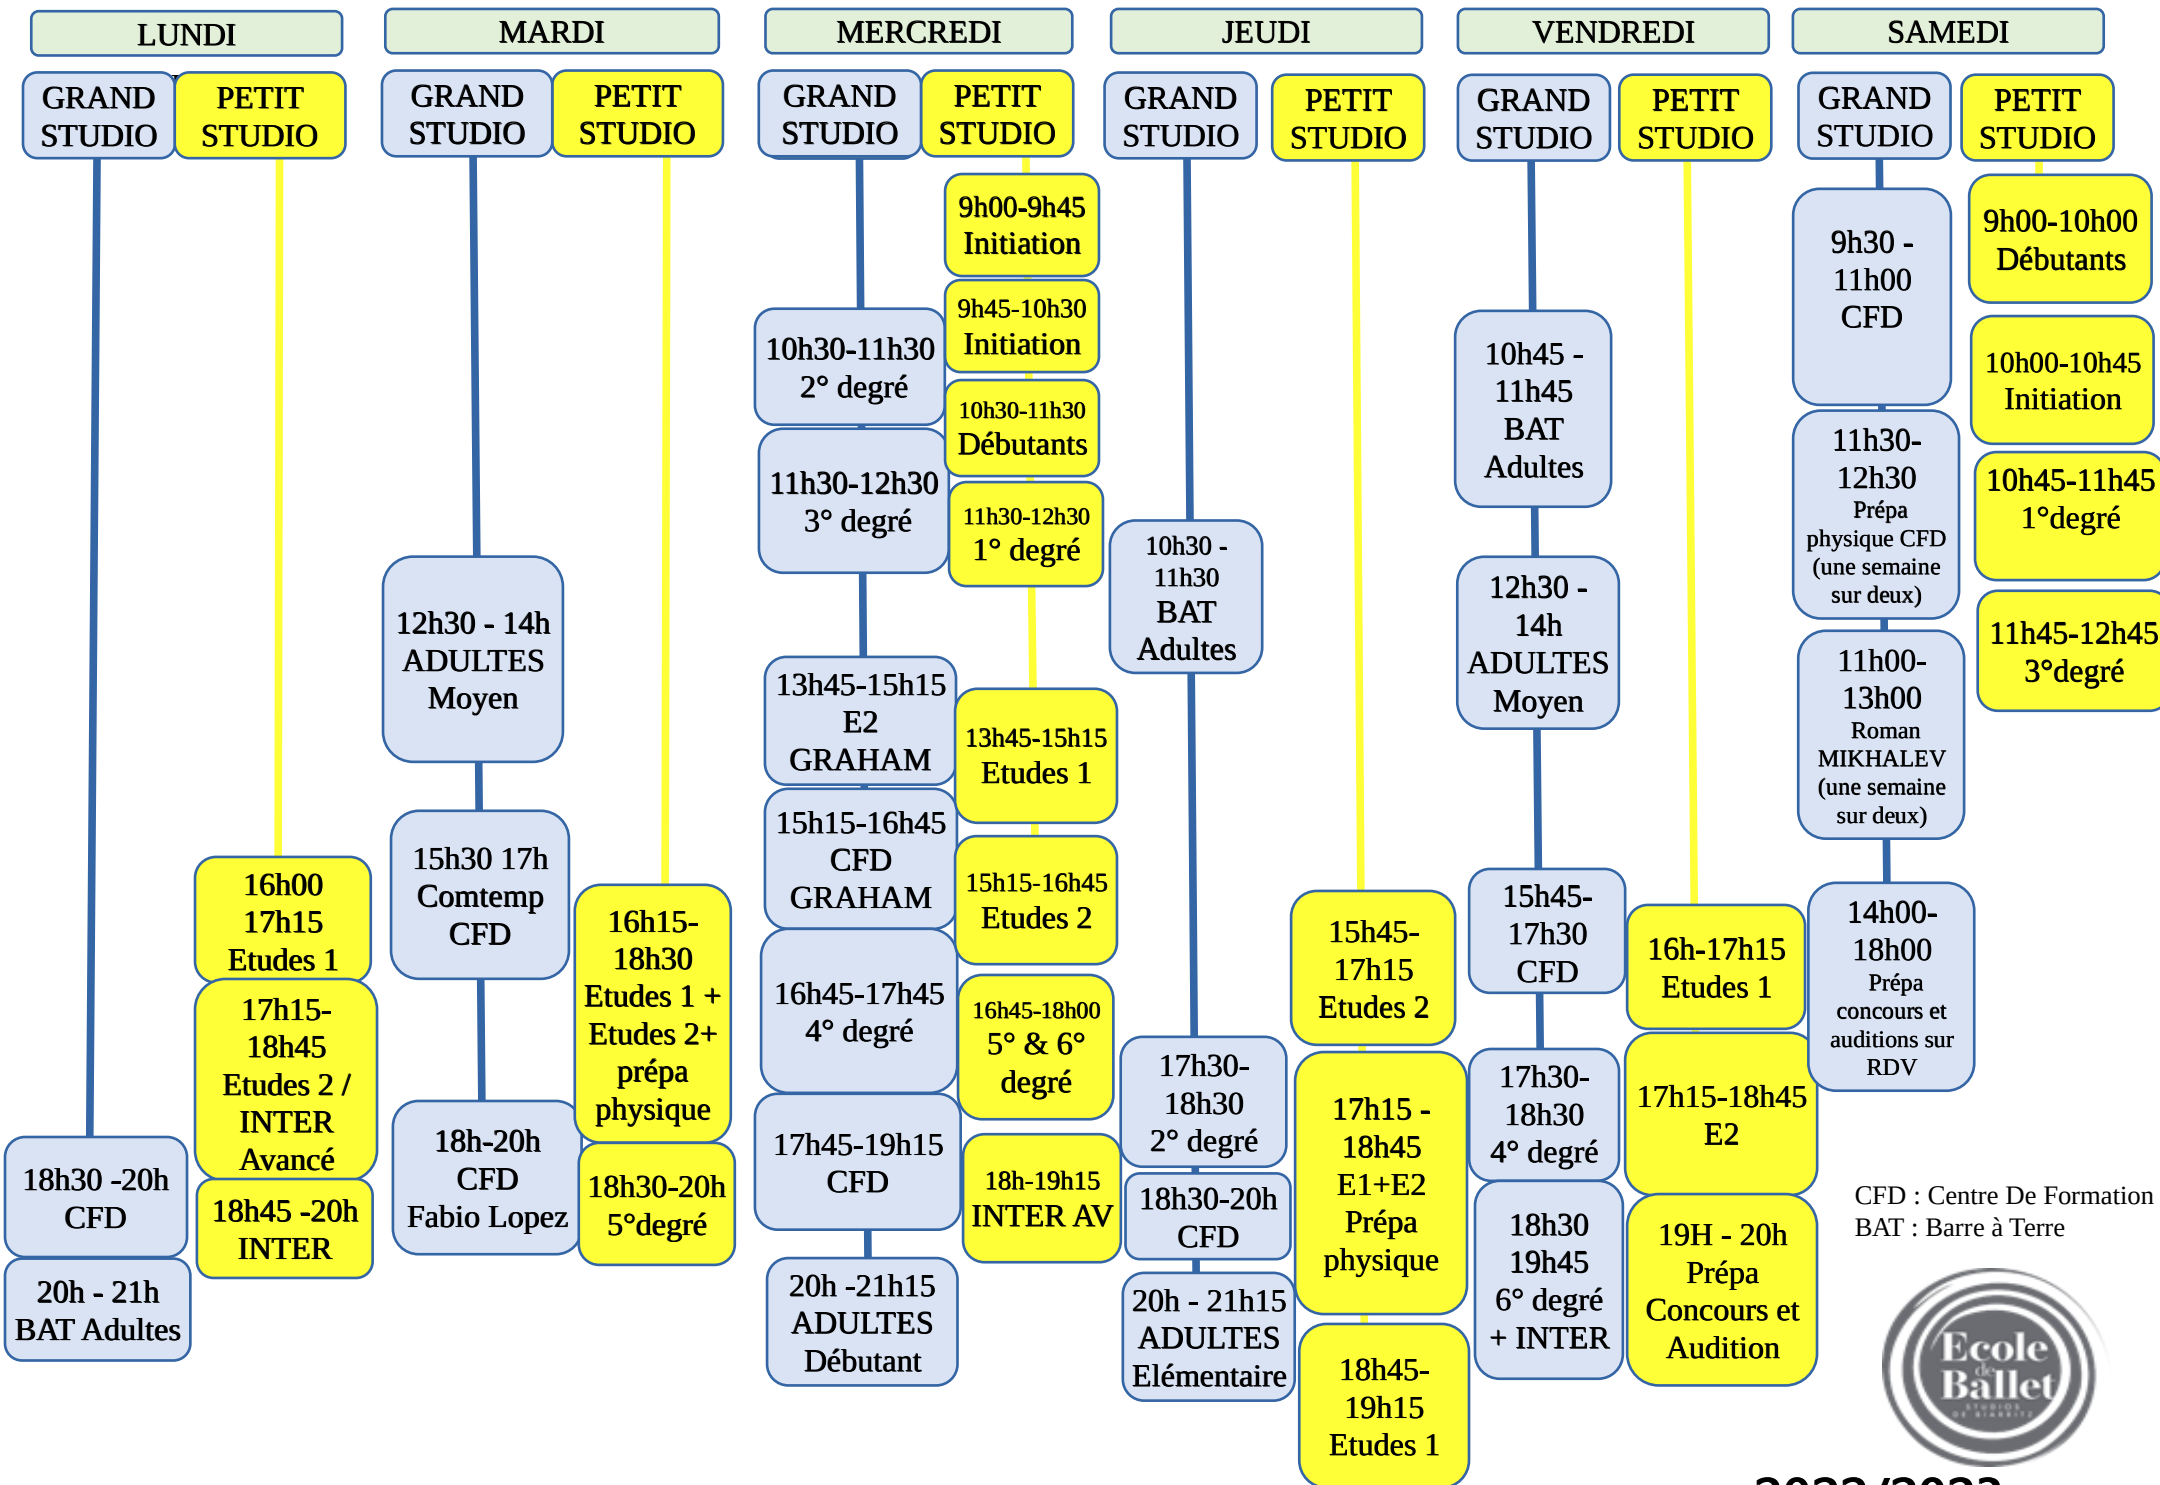 LUNDI
GRAND
STUDIO
PETIT
STUDIO
16h00
17h15
Etudes 1
17h15-
18h45
Etudes 2 /
INTER
Avancé
18h45 -20h
INTER
18h30 -20h
CFD
20h - 21h
BAT Adultes
MARDI
GRAND
STUDIO
PETIT
STUDIO
12h30 - 14h
ADULTES
Moyen
15h30 17h
Comtemp
CFD
18h-20h
CFD
Fabio Lopez
16h15-
18h30
Etudes 1 +
Etudes 2+
prépa
physique
18h30-20h
5°degré
MERCREDI
GRAND
STUDIO
PETIT
STUDIO
10h30-11h30
2° degré
11h30-12h30
3° degré
13h45-15h15
E2
GRAHAM
15h15-16h45
CFD
GRAHAM
16h45-17h45
4° degré
17h45-19h15
CFD
20h -21h15
ADULTES
Débutant
9h00-9h45
Initiation
9h45-10h30
Initiation
10h30-11h30
Débutants
11h30-12h30
1° degré
13h45-15h15
Etudes 1
15h15-16h45
Etudes 2
16h45-18h00
5° & 6°
degré
18h-19h15
INTER AV
JEUDI
GRAND
STUDIO
PETIT
STUDIO
10h30 -
11h30
BAT
Adultes
17h30-
18h30
2° degré
18h30-20h
CFD
20h - 21h15
ADULTES
Elémentaire
15h45-
17h15
Etudes 2
17h15 -
18h45
E1+E2
Prépa
physique
18h45-
19h15
Etudes 1
VENDREDI
GRAND
STUDIO
PETIT
STUDIO
10h45 -
11h45
BAT
Adultes
12h30 -
14h
ADULTES
Moyen
15h45-
17h30
CFD
17h30-
18h30
4° degré
18h30
19h45
6° degré
+ INTER
16h-17h15
Etudes 1
17h15-18h45
E2
19H - 20h
Prépa
Concours et
Audition
SAMEDI
GRAND
STUDIO
PETIT
STUDIO
9h30 -
11h00
CFD
11h30-
12h30
Prépa
physique CFD
(une semaine
sur deux)
11h00-
13h00
Roman
MIKHALEV
(une semaine
sur deux)
14h00-
18h00
Prépa
concours et
auditions sur
RDV
9h00-10h00
Débutants
10h00-10h45
Initiation
10h45-11h45
1°degré
11h45-12h45
3°degré
CFD : Centre De Formation
BAT : Barre à Terre
Ecole
de
Ballet
STUDIOS
DE BIARRITZ
2022/2023